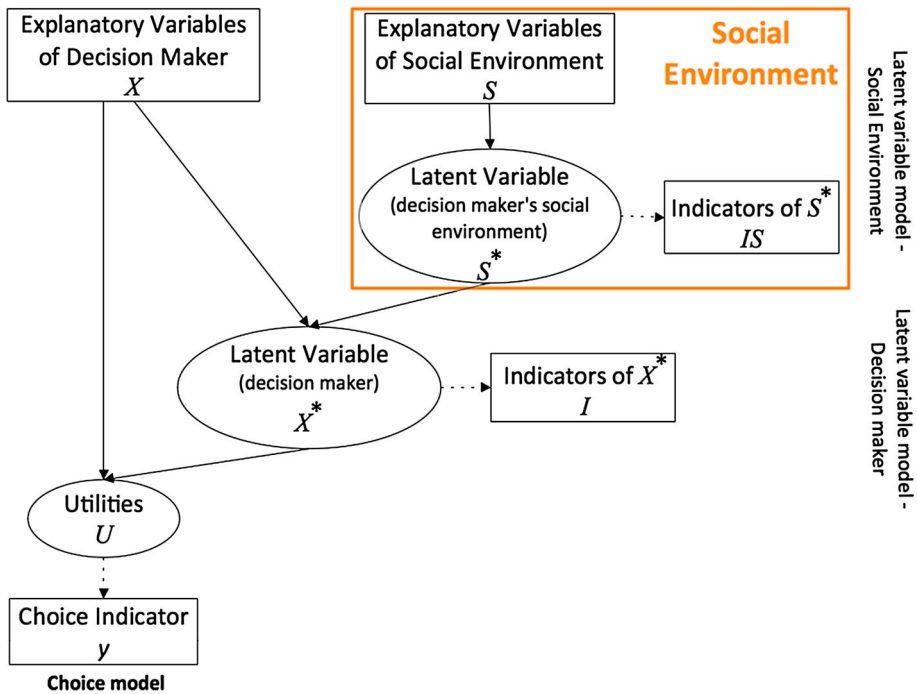 Explanatory Variables
of Decision Maker
X
Explanatory Variables
of Social Environment
S
Social
Environment
Latent Variable
(decision maker's social
environment)
S*
Indicators of S*
IS
Latent variable model -
Social Environment
Latent Variable
(decision maker)
X*
Indicators of X*
I
Latent variable model -
Decision maker
Utilities
U
Choice Indicator
y
Choice model